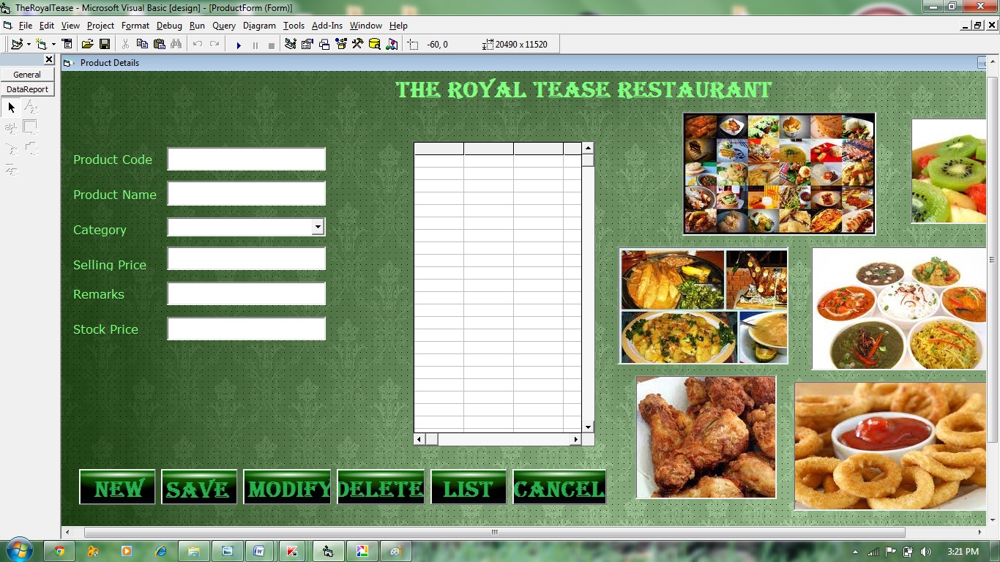 TheRoyalTease - Microsoft Visual Basic [design] - [ProductForm (Form)]
File Edit View Project Format Debug Run Query Diagram Tools Add-Ins Window Help
-60, 0 20490 x 11520
General
DataReport
Product Details
THE ROYAL TEASE RESTAURANT
Product Code
Product Name
Category
Selling Price
Remarks
Stock Price
NEW SAVE MODIFY DELETE LIST CANCEL
3:21 PM